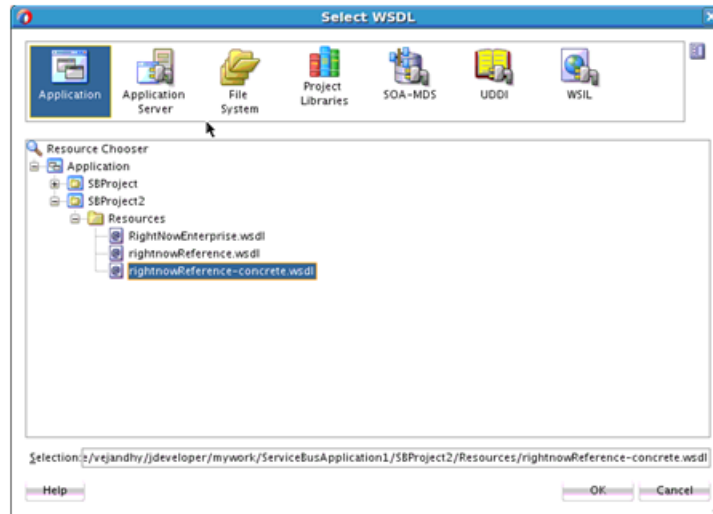 Select WSDL
Application
Application Server
File System
Project Libraries
SOA-MDS
UDDI
WSIL
Resource Chooser
Application
SBProject
SBProject2
Resources
RightNowEnterprise.wsdl
rightnowReference.wsdl
rightnowReference-concrete.wsdl
Selection: e/vejandhy/jdeveloper/mywork/ServiceBusApplication1/SBProject2/Resources/rightnowReference-concrete.wsdl
Help
OK
Cancel